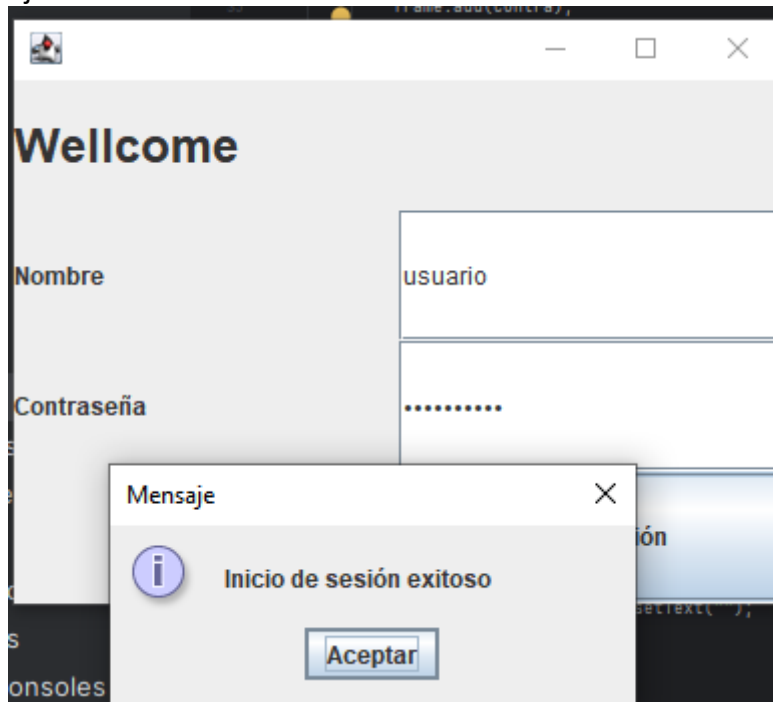 frame.add(contra);
Wellcome
Nombre
usuario
Contraseña
Mensaje
ión
Inicio de sesión exitoso
setText("");
Aceptar
s
onsoles